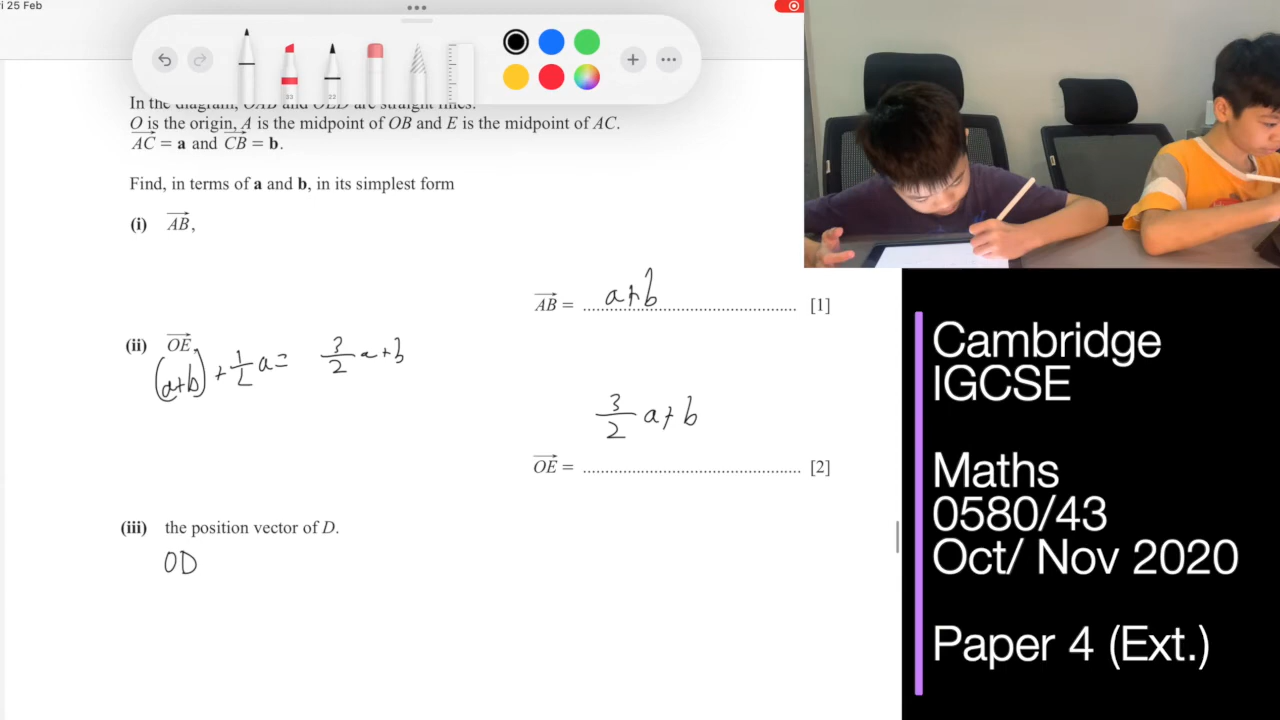 i 25 Feb
33
22
In the diagram, OAB and OED are straight lines.
O is the origin, A is the midpoint of OB and E is the midpoint of AC.
AC = a and CB = b.
Find, in terms of a and b, in its simplest form
(i) AB,
a+b
AB = ........................................ [1]
(ii) OE,
(a+b) + 1/2 a = 3/2 a+b
3/2 a+b
OE = ........................................ [2]
(iii) the position vector of D.
OD
Cambridge
IGCSE
Maths
0580/43
Oct/ Nov 2020
Paper 4 (Ext.)